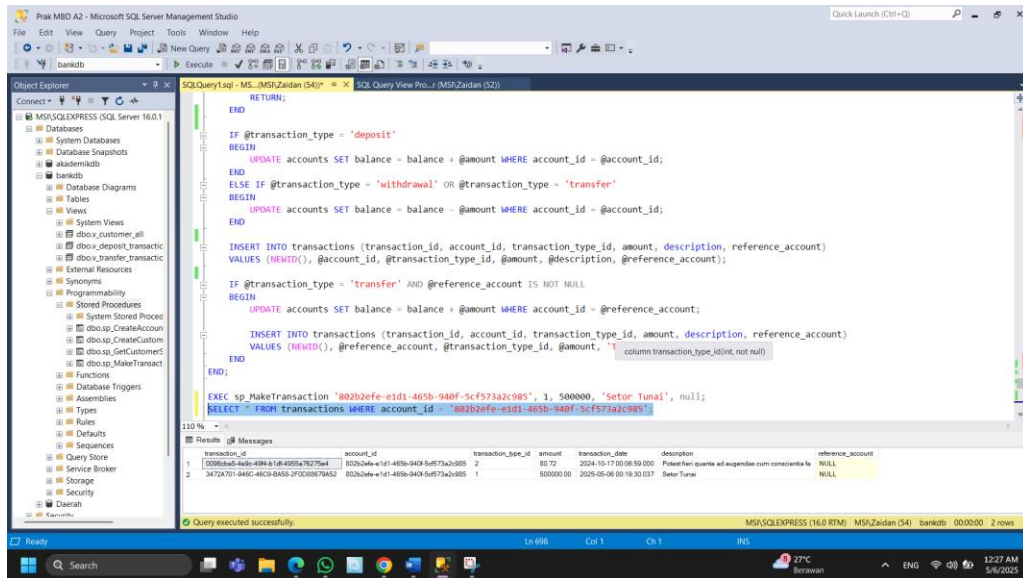 Prak MBD A2 - Microsoft SQL Server Management Studio
Quick Launch (Ctrl+Q)
File Edit View Query Project Tools Window Help
New Query
bankdb
Execute
Object Explorer
SQLQuery1.sql - MS...(MSI\Zaidan (54))*
SQL Query View Pro...r (MSI\Zaidan (52))
Connect
MSI\SQLEXPRESS (SQL Server 16.0.1
Databases
System Databases
Database Snapshots
akademikdb
bankdb
Database Diagrams
Tables
Views
System Views
dbo.v_customer_all
dbo.v_deposit_transactic
dbo.v_transfer_transactic
External Resources
Synonyms
Programmability
Stored Procedures
System Stored Proced
dbo.sp_CreateAccoun
dbo.sp_CreateCustom
dbo.sp_GetCustomerS
dbo.sp_MakeTransact
Functions
Database Triggers
Assemblies
Types
Rules
Defaults
Sequences
Query Store
Service Broker
Storage
Security
Daerah
Security
RETURN;
END
IF @transaction_type = 'deposit'
BEGIN
UPDATE accounts SET balance = balance + @amount WHERE account_id = @account_id;
END
ELSE IF @transaction_type = 'withdrawal' OR @transaction_type = 'transfer'
BEGIN
UPDATE accounts SET balance = balance - @amount WHERE account_id = @account_id;
END
INSERT INTO transactions (transaction_id, account_id, transaction_type_id, amount, description, reference_account)
VALUES (NEWID(), @account_id, @transaction_type_id, @amount, @description, @reference_account);
IF @transaction_type = 'transfer' AND @reference_account IS NOT NULL
BEGIN
UPDATE accounts SET balance = balance + @amount WHERE account_id = @reference_account;
INSERT INTO transactions (transaction_id, account_id, transaction_type_id, amount, description, reference_account)
VALUES (NEWID(), @reference_account, @transaction_type_id, @amount, 'T
column transaction_type_id(int, not null)
END
END;
EXEC sp_MakeTransaction '802b2efe-e1d1-465b-940f-5cf573a2c985', 1, 500000, 'Setor Tunai', null;
SELECT * FROM transactions WHERE account_id = '802b2efe-e1d1-465b-940f-5cf573a2c985';
110 %
Results Messages
transaction_id account_id transaction_type_id amount transaction_date description reference_account
1 0096cba5-4a9c-49f4-b1df-4955a76275e4 802b2efe-e1d1-465b-940f-5cf573a2c985 2 80.72 2024-10-17 00:06:59.000 Potest fieri quanta ad augendas cum conscientia fa NULL
2 3472A701-946C-46C9-BA58-2F0D88679A52 802b2efe-e1d1-465b-940f-5cf573a2c985 1 500000.00 2025-05-06 00:19:30.037 Setor Tunai NULL
Query executed successfully.
MSI\SQLEXPRESS (16.0 RTM) MSI\Zaidan (54) bankdb 00:00:00 2 rows
Ready
Ln 698 Col 1 Ch 1 INS
Search
8
27°C
Berawan
ENG
12:27 AM
5/6/2025